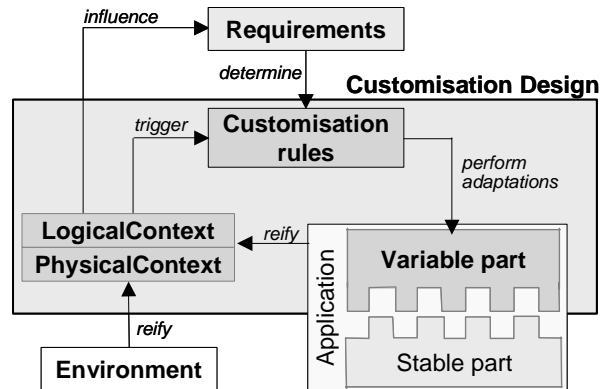 influence
Requirements
determine
Customisation Design
trigger
Customisation
rules
perform
adaptations
LogicalContext
PhysicalContext
reify
Variable part
Application
reify
Stable part
Environment